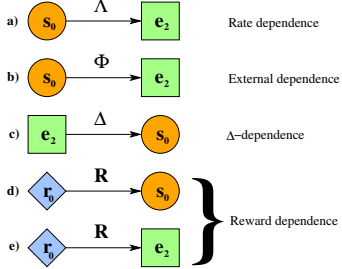 a) s₀ Λ e₂ Rate dependence
b) s₀ Φ e₂ External dependence
c) e₂ Δ s₀ Δ–dependence
d) r₀ R s₀
Reward dependence
e) r₀ R e₂